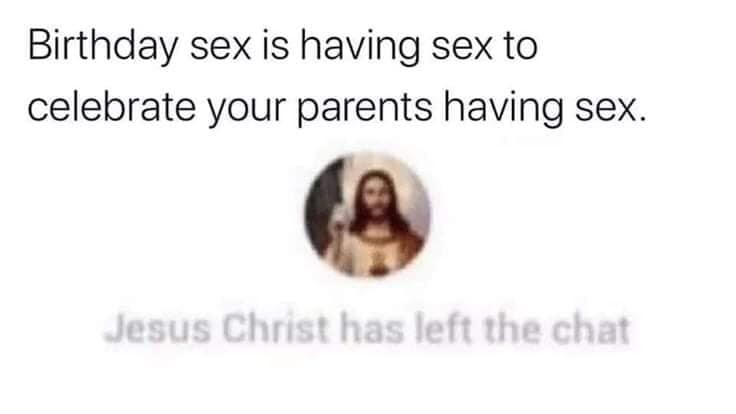 Birthday sex is having sex to
celebrate your parents having sex.
Jesus Christ has left the chat